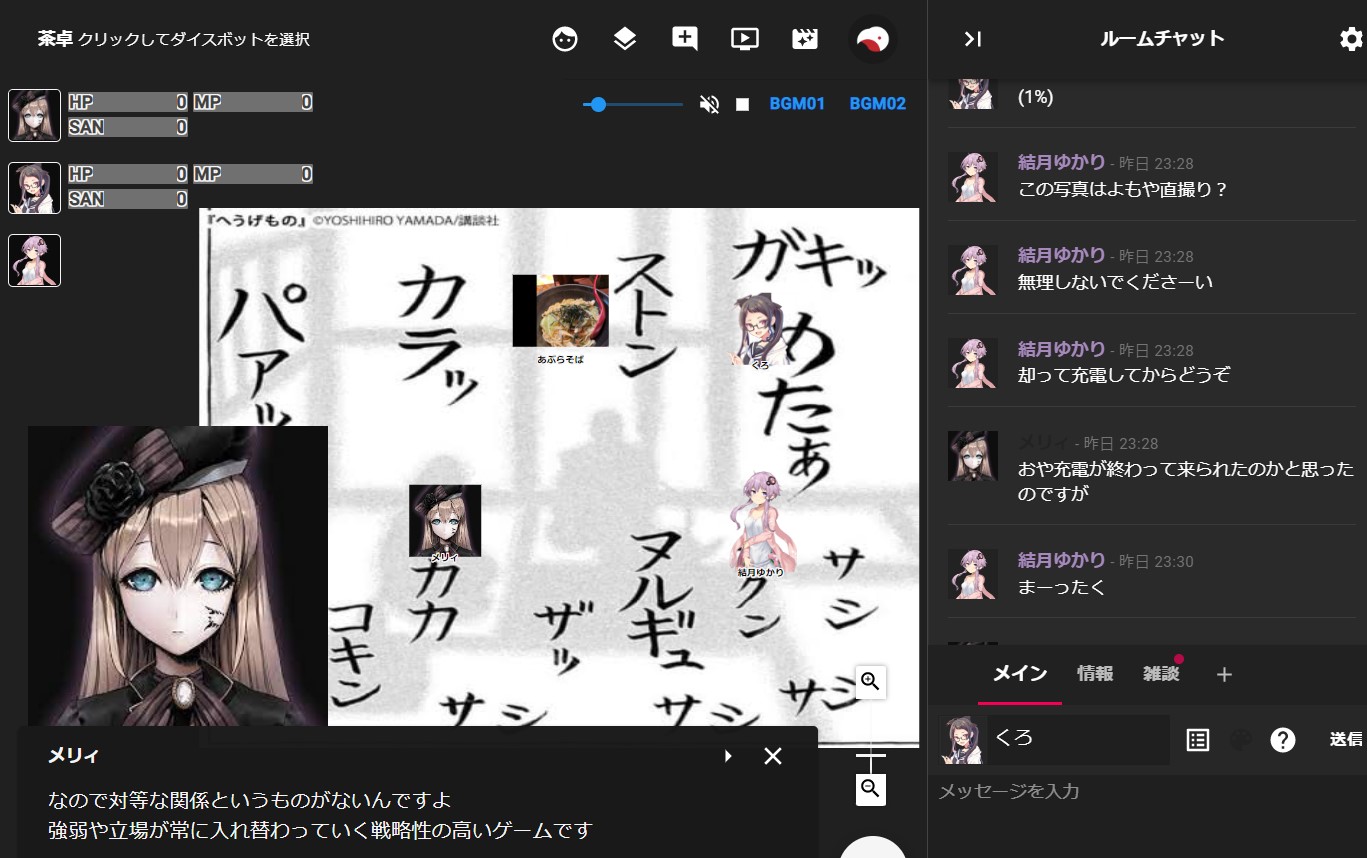 茶卓 クリックしてダイスボットを選択
HP 0 MP 0
SAN 0
HP 0 MP 0
SAN 0
BGM01 BGM02
『へうげもの』 ©YOSHIHIRO YAMADA/講談社
ガキッ
めたぁ
ストン
カラッ
パアッ
あぶらそば
くろ
メリィ
結月ゆかり
サシ
クン
ヌルギュ
ザッ
カカ
コキン
サシ
サシ
サシ
メリィ
なので対等な関係というものがないんですよ
強弱や立場が常に入れ替わっていく戦略性の高いゲームです
ルームチャット
(1%)
結月ゆかり - 昨日 23:28
この写真はよもや直撮り？
結月ゆかり - 昨日 23:28
無理しないでくださーい
結月ゆかり - 昨日 23:28
却って充電してからどうぞ
メリィ - 昨日 23:28
おや充電が終わって来られたのかと思った
のですが
結月ゆかり - 昨日 23:30
まーったく
メイン 情報 雑談
くろ
送信
メッセージを入力